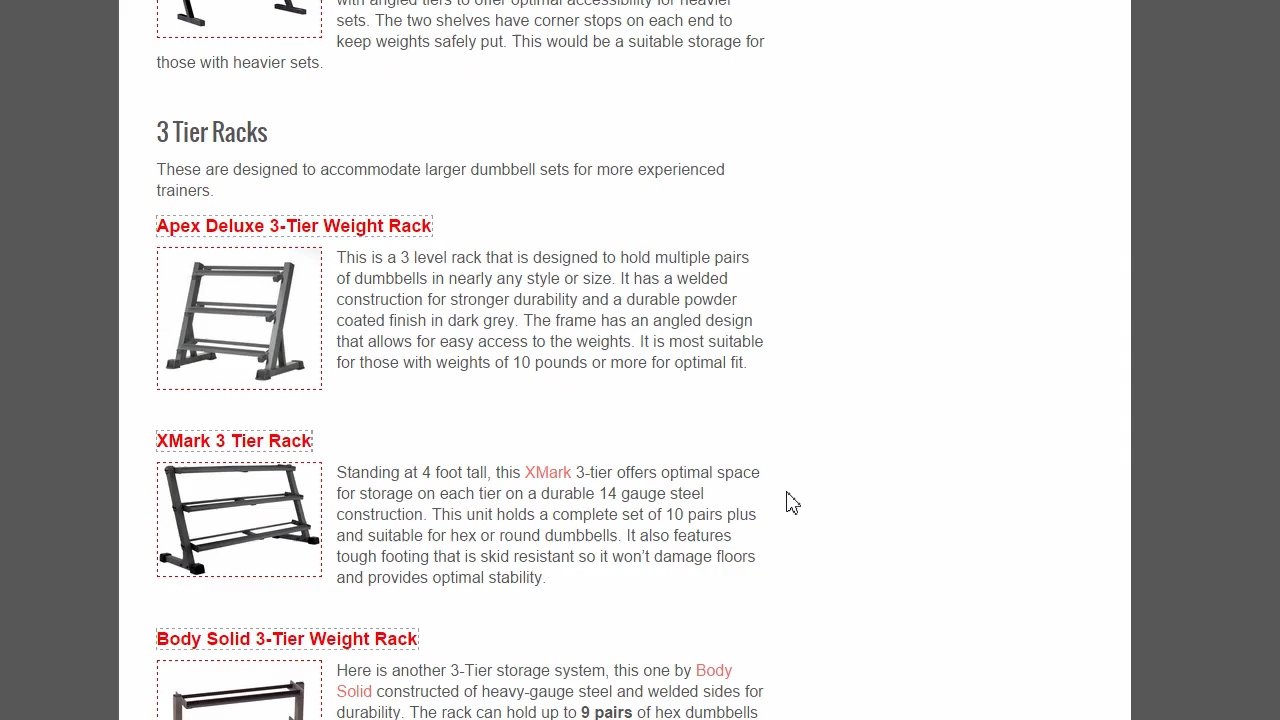 with angled tiers to offer optimal accessibility for heavier
sets. The two shelves have corner stops on each end to
keep weights safely put. This would be a suitable storage for
those with heavier sets.
3 Tier Racks
These are designed to accommodate larger dumbbell sets for more experienced
trainers.
Apex Deluxe 3-Tier Weight Rack
This is a 3 level rack that is designed to hold multiple pairs
of dumbbells in nearly any style or size. It has a welded
construction for stronger durability and a durable powder
coated finish in dark grey. The frame has an angled design
that allows for easy access to the weights. It is most suitable
for those with weights of 10 pounds or more for optimal fit.
XMark 3 Tier Rack
Standing at 4 foot tall, this XMark 3-tier offers optimal space
for storage on each tier on a durable 14 gauge steel
construction. This unit holds a complete set of 10 pairs plus
and suitable for hex or round dumbbells. It also features
tough footing that is skid resistant so it won’t damage floors
and provides optimal stability.
Body Solid 3-Tier Weight Rack
Here is another 3-Tier storage system, this one by Body
Solid constructed of heavy-gauge steel and welded sides for
durability. The rack can hold up to 9 pairs of hex dumbbells